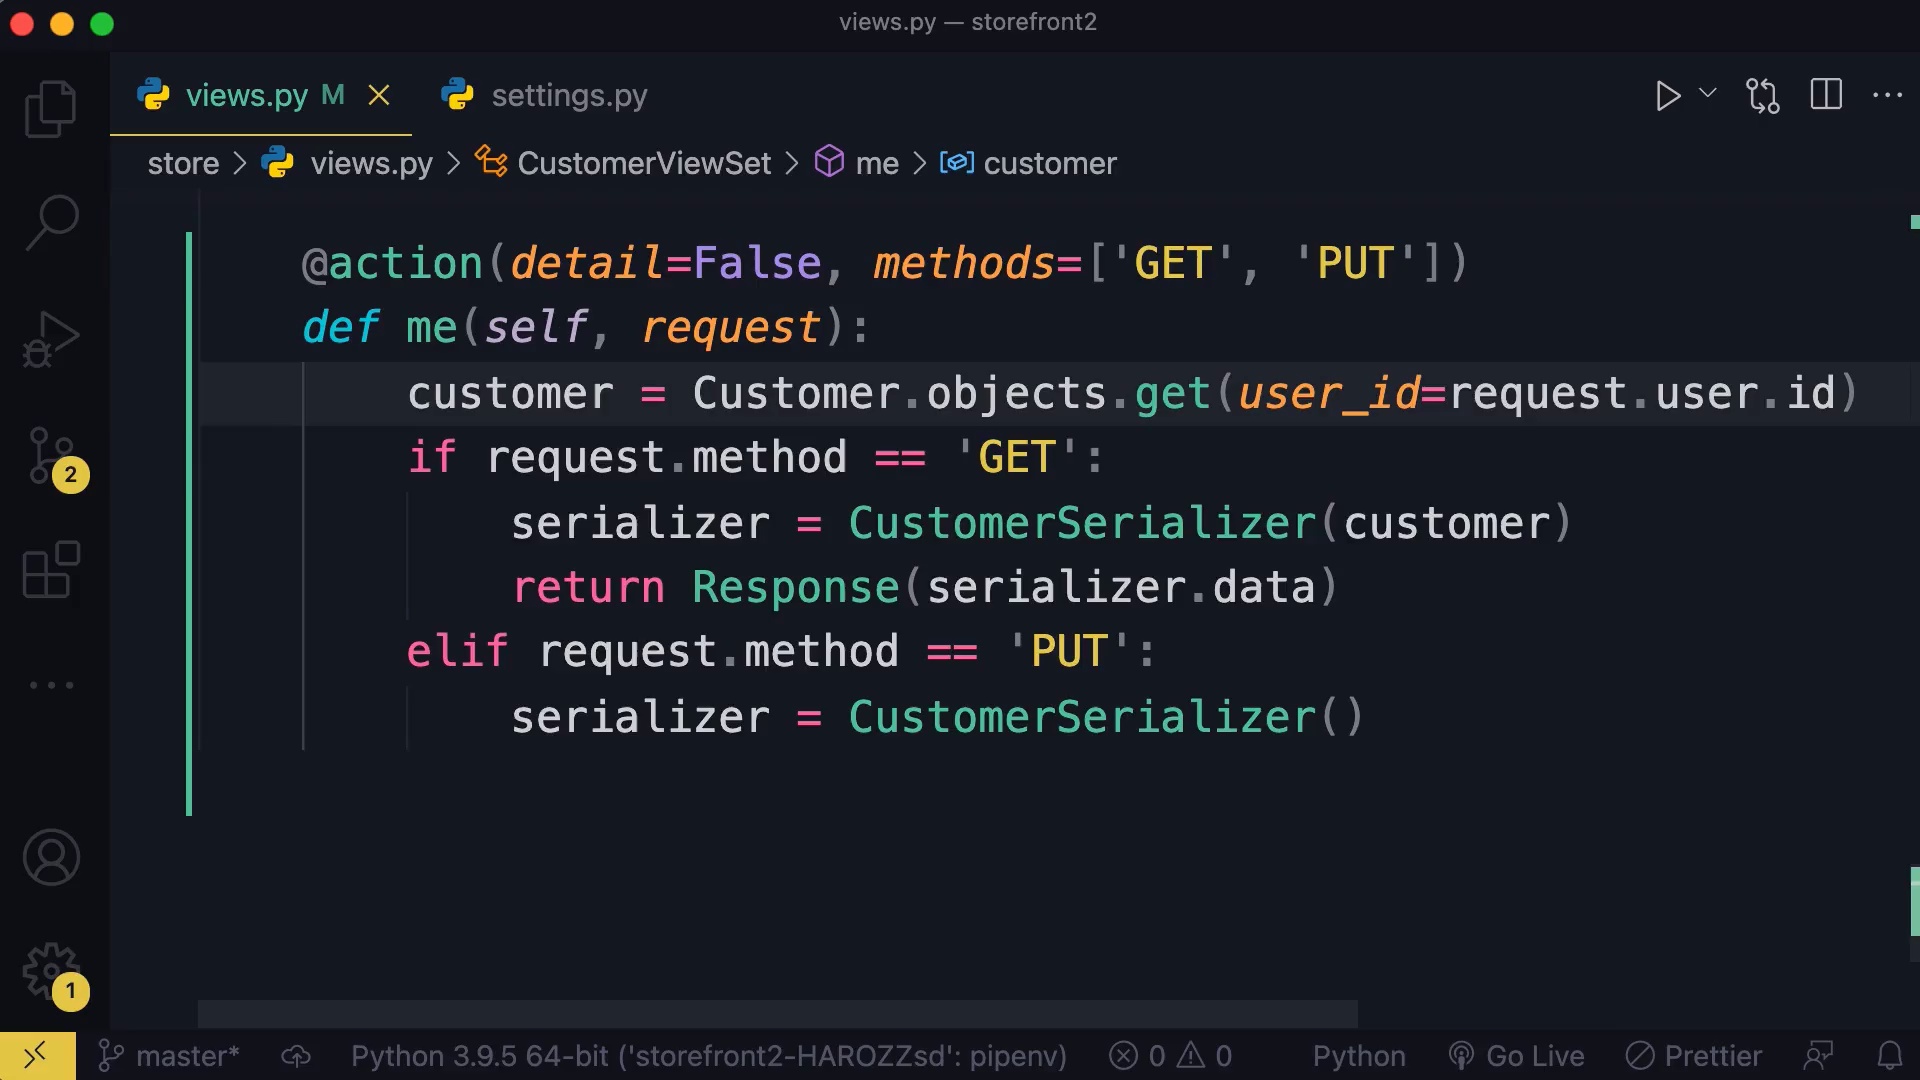 views.py — storefront2
views.py M settings.py
store > views.py > CustomerViewSet > me > customer
@action(detail=False, methods=['GET', 'PUT'])
def me(self, request):
customer = Customer.objects.get(user_id=request.user.id)
if request.method == 'GET':
serializer = CustomerSerializer(customer)
return Response(serializer.data)
elif request.method == 'PUT':
serializer = CustomerSerializer()
2
1
master* Python 3.9.5 64-bit ('storefront2-HAROZZsd': pipenv) 0 0 Python Go Live Prettier